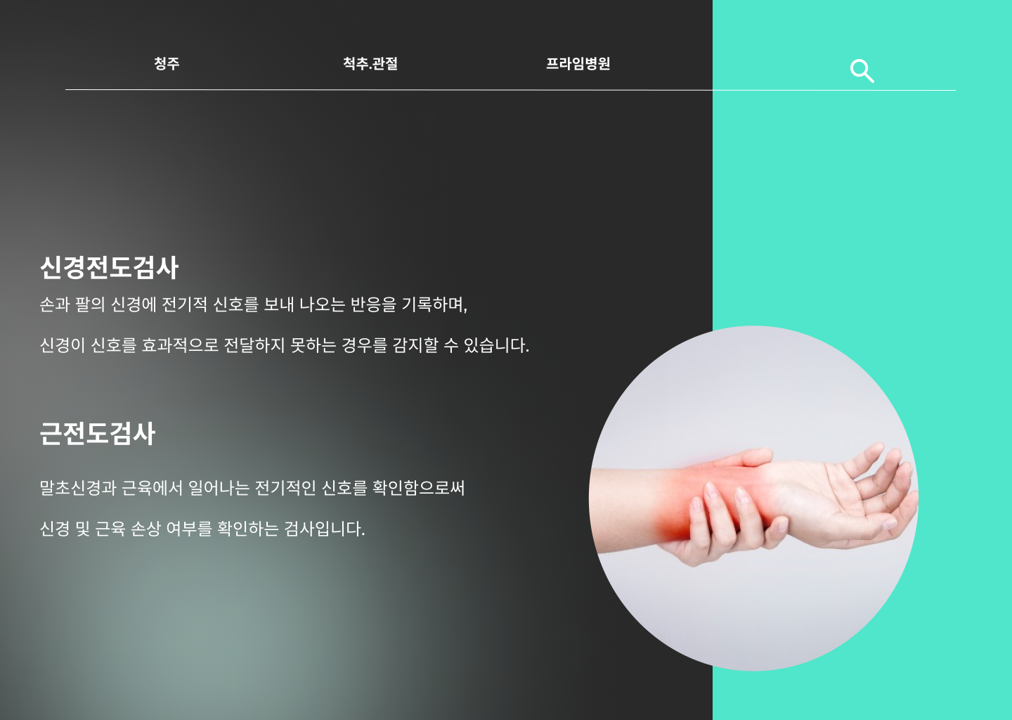 청주 척추.관절 프라임병원
신경전도검사
손과 팔의 신경에 전기적 신호를 보내 나오는 반응을 기록하며,
신경이 신호를 효과적으로 전달하지 못하는 경우를 감지할 수 있습니다.
근전도검사
말초신경과 근육에서 일어나는 전기적인 신호를 확인함으로써
신경 및 근육 손상 여부를 확인하는 검사입니다.